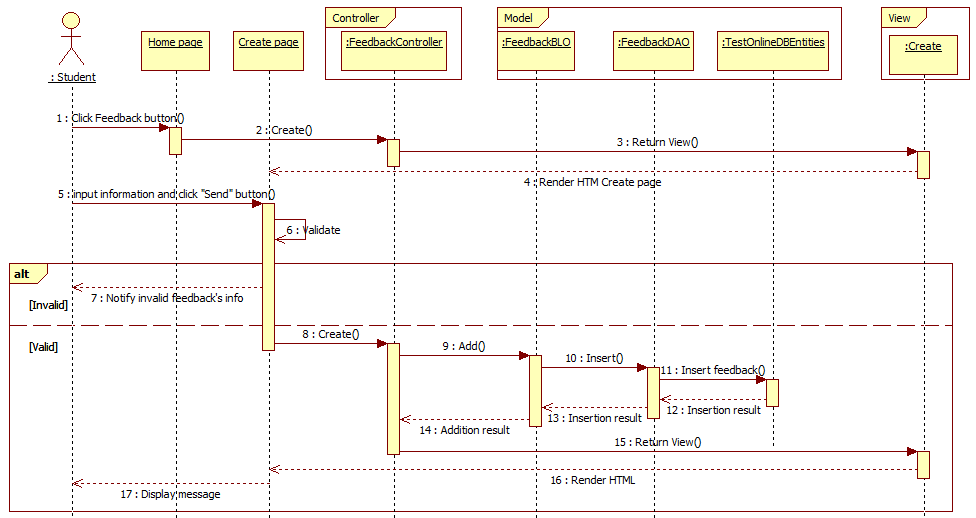 Controller
Model
View
Home page
Create page
:FeedbackController
:FeedbackBLO
:FeedbackDAO
:TestOnlineDBEntities
:Create
: Student
1 : Click Feedback button()
2 : Create()
3 : Return View()
4 : Render HTM Create page
5 : input information and click "Send" button()
6 : Validate
alt
7 : Notify invalid feedback's info
[Invalid]
8 : Create()
[Valid]
9 : Add()
10 : Insert()
11 : Insert feedback()
12 : Insertion result
13 : Insertion result
14 : Addition result
15 : Return View()
16 : Render HTML
17 : Display message